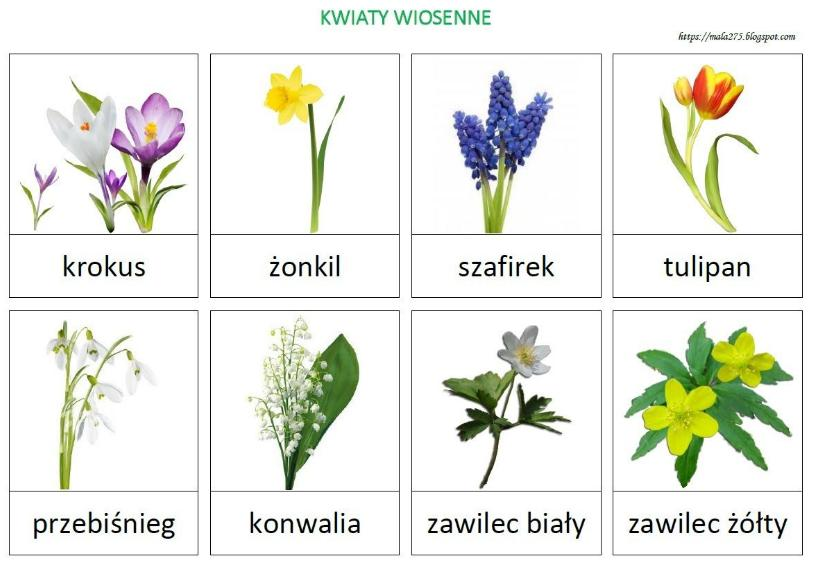 KWIATY WIOSENNE
https://mala275.blogspot.com
krokus
żonkil
szafirek
tulipan
przebiśnieg
konwalia
zawilec biały
zawilec żółty